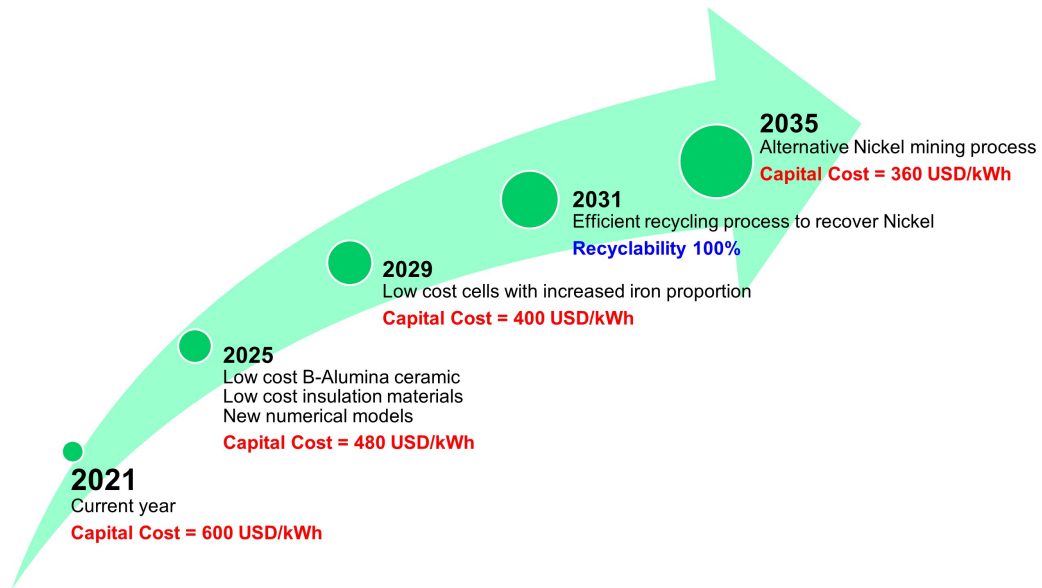 2035
Alternative Nickel mining process
Capital Cost = 360 USD/kWh
2031
Efficient recycling process to recover Nickel
Recyclability 100%
2029
Low cost cells with increased iron proportion
Capital Cost = 400 USD/kWh
2025
Low cost B-Alumina ceramic
Low cost insulation materials
New numerical models
Capital Cost = 480 USD/kWh
2021
Current year
Capital Cost = 600 USD/kWh